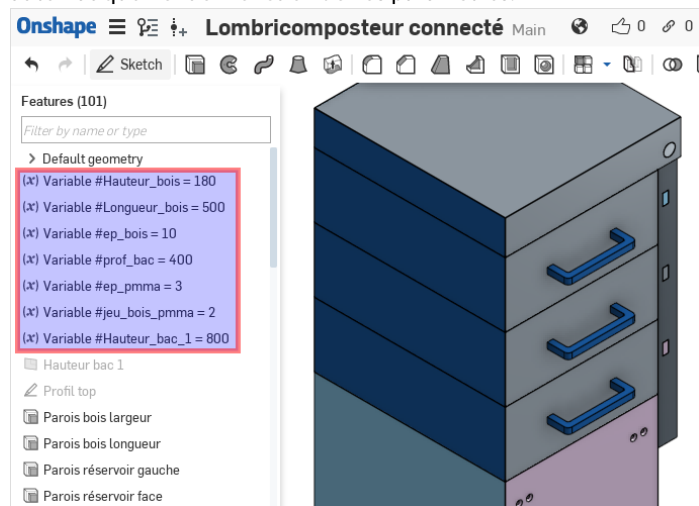 Onshape Lombricomposteur connecté Main 0 0
Sketch
Features (101)
Filter by name or type
Default geometry
(x) Variable #Hauteur_bois = 180
(x) Variable #Longueur_bois = 500
(x) Variable #ep_bois = 10
(x) Variable #prof_bac = 400
(x) Variable #ep_pmma = 3
(x) Variable #jeu_bois_pmma = 2
(x) Variable #Hauteur_bac_1 = 800
Hauteur bac 1
Profil top
Parois bois largeur
Parois bois longueur
Parois réservoir gauche
Parois réservoir face